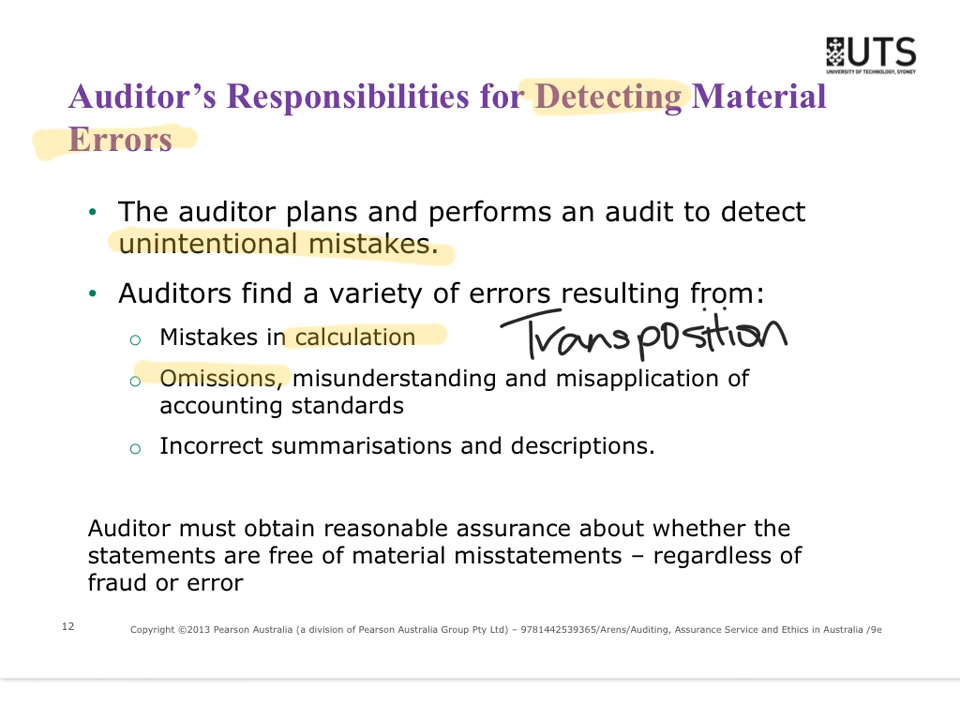 UTS
UNIVERSITY OF TECHNOLOGY, SYDNEY
Auditor's Responsibilities for Detecting Material
Errors
• The auditor plans and performs an audit to detect
unintentional mistakes.
• Auditors find a variety of errors resulting from:
o Mistakes in calculation
Transposition
o Omissions, misunderstanding and misapplication of
accounting standards
o Incorrect summarisations and descriptions.
Auditor must obtain reasonable assurance about whether the
statements are free of material misstatements – regardless of
fraud or error
12
Copyright ©2013 Pearson Australia (a division of Pearson Australia Group Pty Ltd) – 9781442539365/Arens/Auditing, Assurance Service and Ethics in Australia /9e